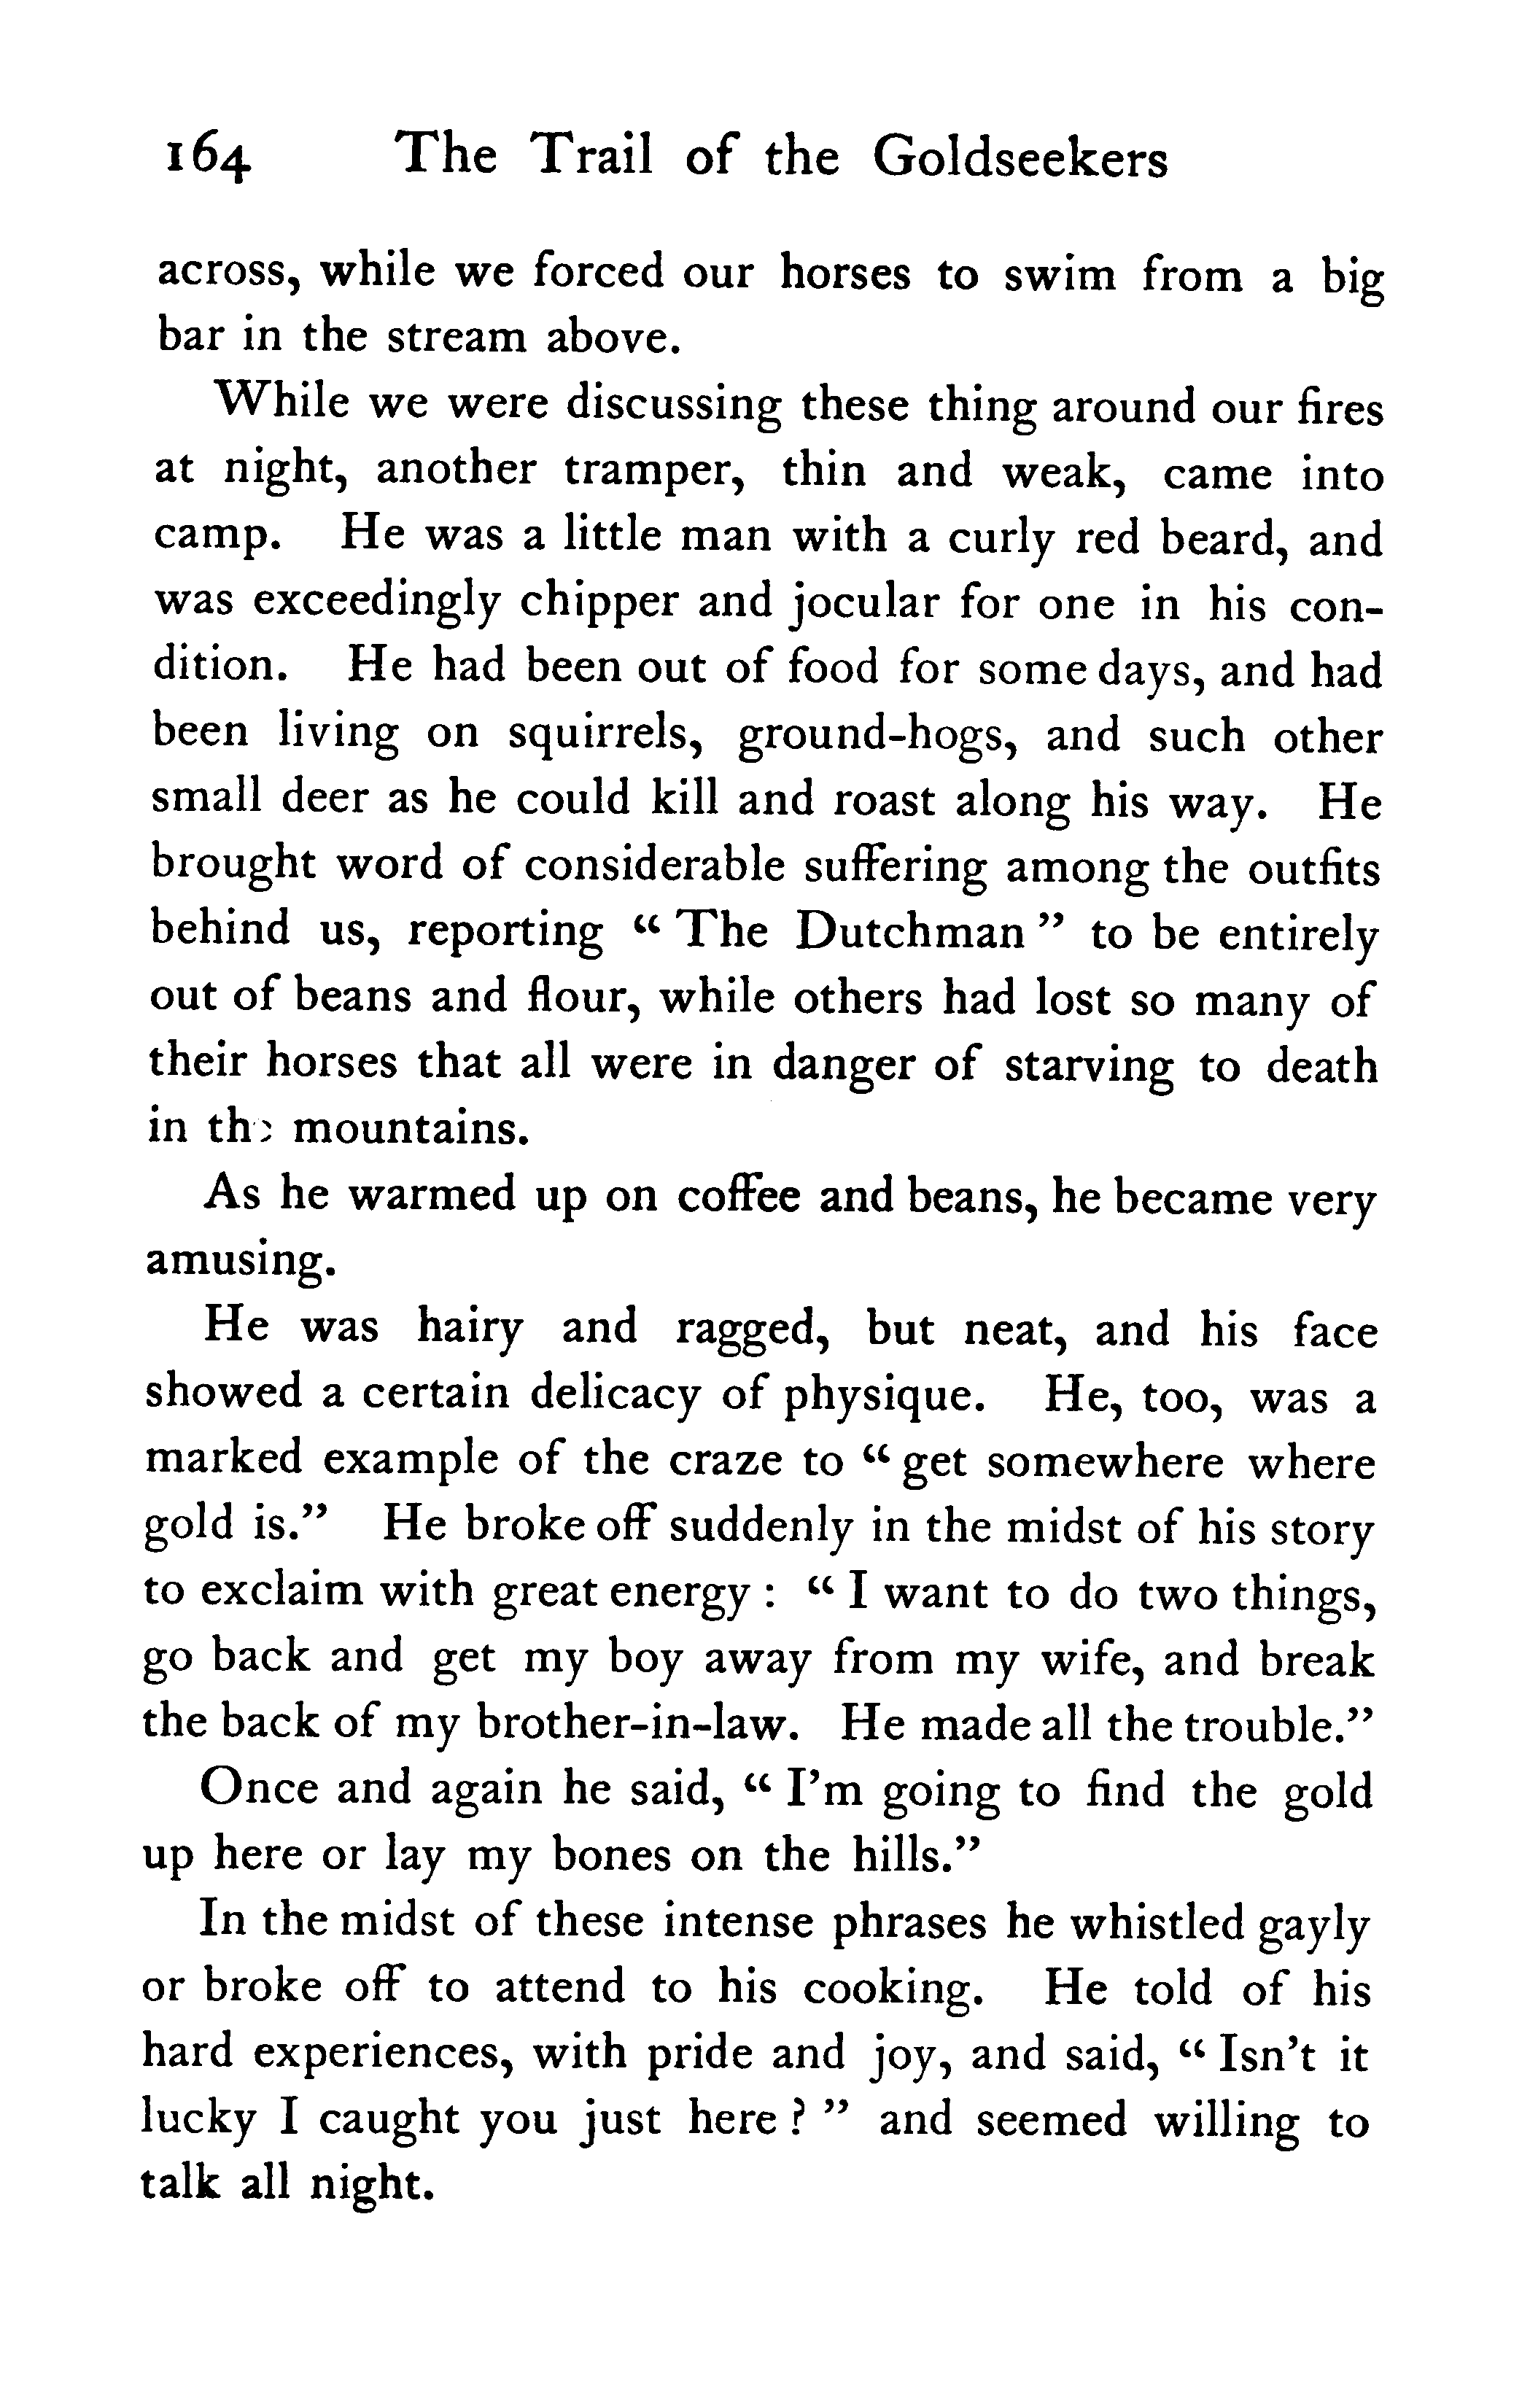 164 The Trail of the Goldseekers
across, while we forced our horses to swim from a big
bar in the stream above.
While we were discussing these thing around our fires
at night, another tramper, thin and weak, came into
camp. He was a little man with a curly red beard, and
was exceedingly chipper and jocular for one in his con-
dition. He had been out of food for some days, and had
been living on squirrels, ground-hogs, and such other
small deer as he could kill and roast along his way. He
brought word of considerable suffering among the outfits
behind us, reporting “ The Dutchman ” to be entirely
out of beans and flour, while others had lost so many of
their horses that all were in danger of starving to death
in the mountains.
As he warmed up on coffee and beans, he became very
amusing.
He was hairy and ragged, but neat, and his face
showed a certain delicacy of physique. He, too, was a
marked example of the craze to “ get somewhere where
gold is.” He broke off suddenly in the midst of his story
to exclaim with great energy : “ I want to do two things,
go back and get my boy away from my wife, and break
the back of my brother-in-law. He made all the trouble.”
Once and again he said, “ I’m going to find the gold
up here or lay my bones on the hills.”
In the midst of these intense phrases he whistled gayly
or broke off to attend to his cooking. He told of his
hard experiences, with pride and joy, and said, “ Isn’t it
lucky I caught you just here ? ” and seemed willing to
talk all night.